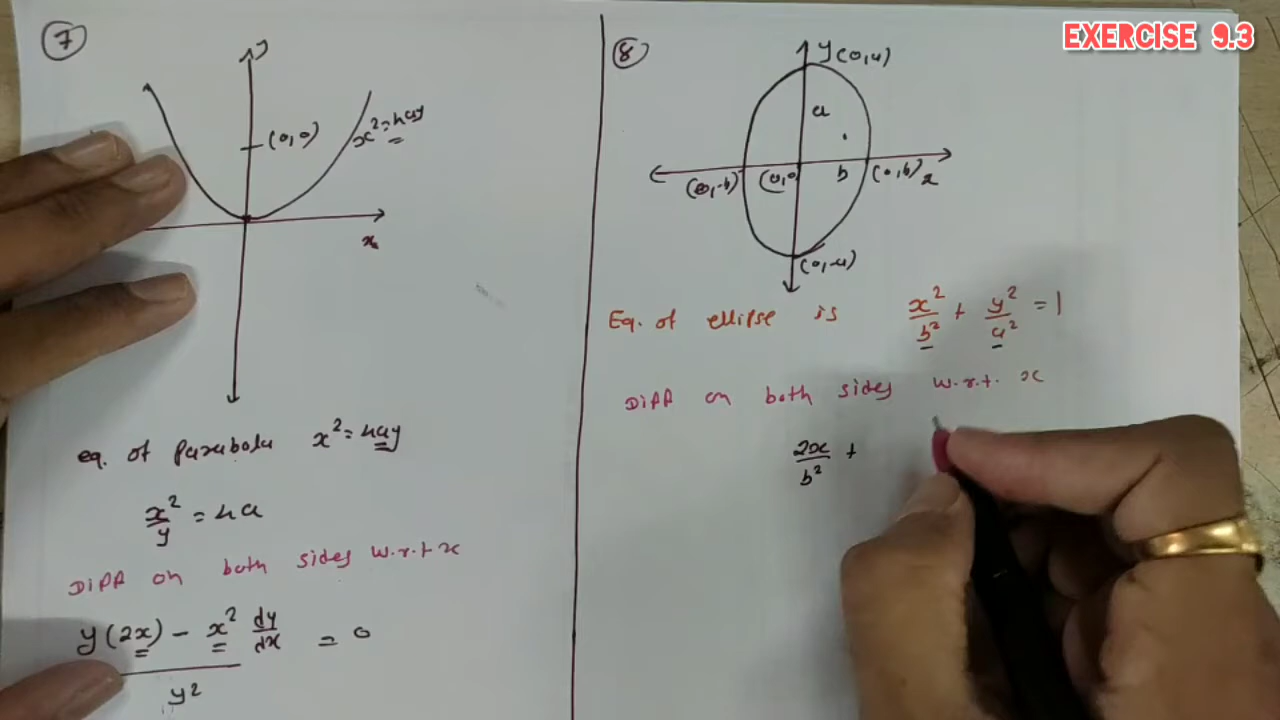 EXERCISE 9.3
7
y
(0,0)
x² = 4ay
x
eq. of parabola x² = 4ay
x²/y = 4a
Diff on both sides w.r.t x
y(2x) - x² dy/dx = 0
y²
8
y (0,a)
a
(0,-b) (0,0 b (0,b) x
(0,-a)
Eq. of ellipse is x²/b² + y²/a² = 1
Diff on both sides w.r.t. x
2x/b² +